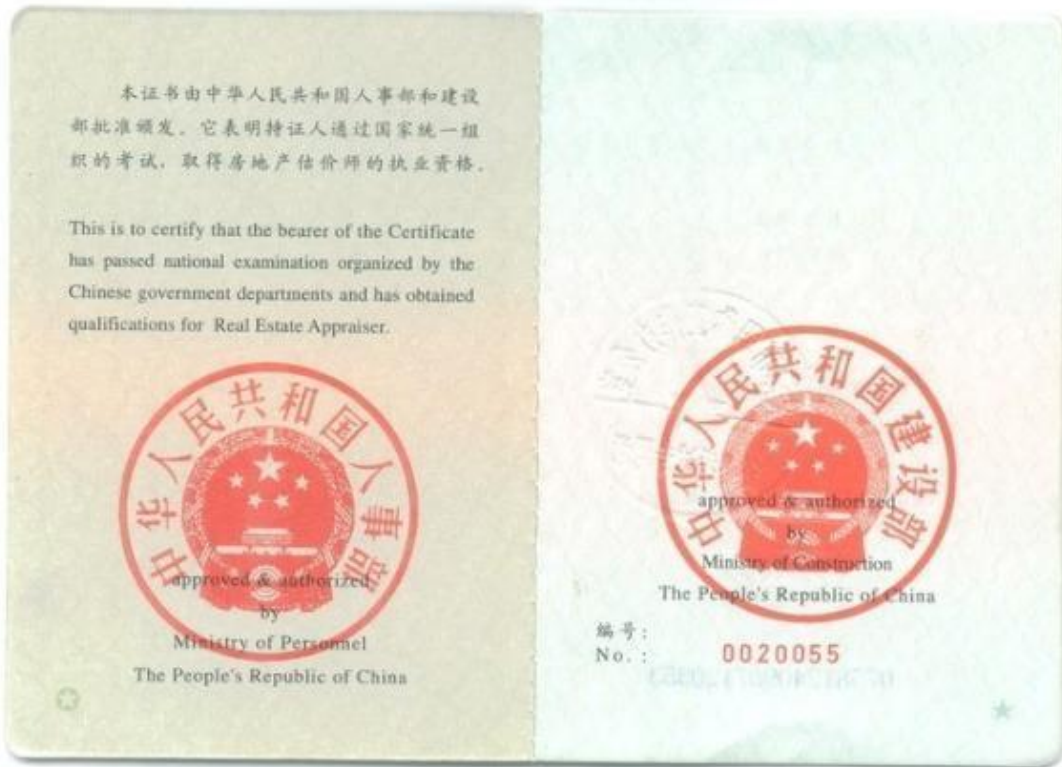 本证书由中华人民共和国人事部和建设
部批准颁发。它表明持证人通过国家统一组
织的考试，取得房地产估价师的执业资格。
This is to certify that the bearer of the Certificate
has passed national examination organized by the
Chinese government departments and has obtained
qualifications for Real Estate Appraiser.
中华人民共和国人事部
approved & authorized
by
Ministry of Personnel
The People's Republic of China
中华人民共和国建设部
approved & authorized
by
Ministry of Construction
The People's Republic of China
编号：
No. : 0020055